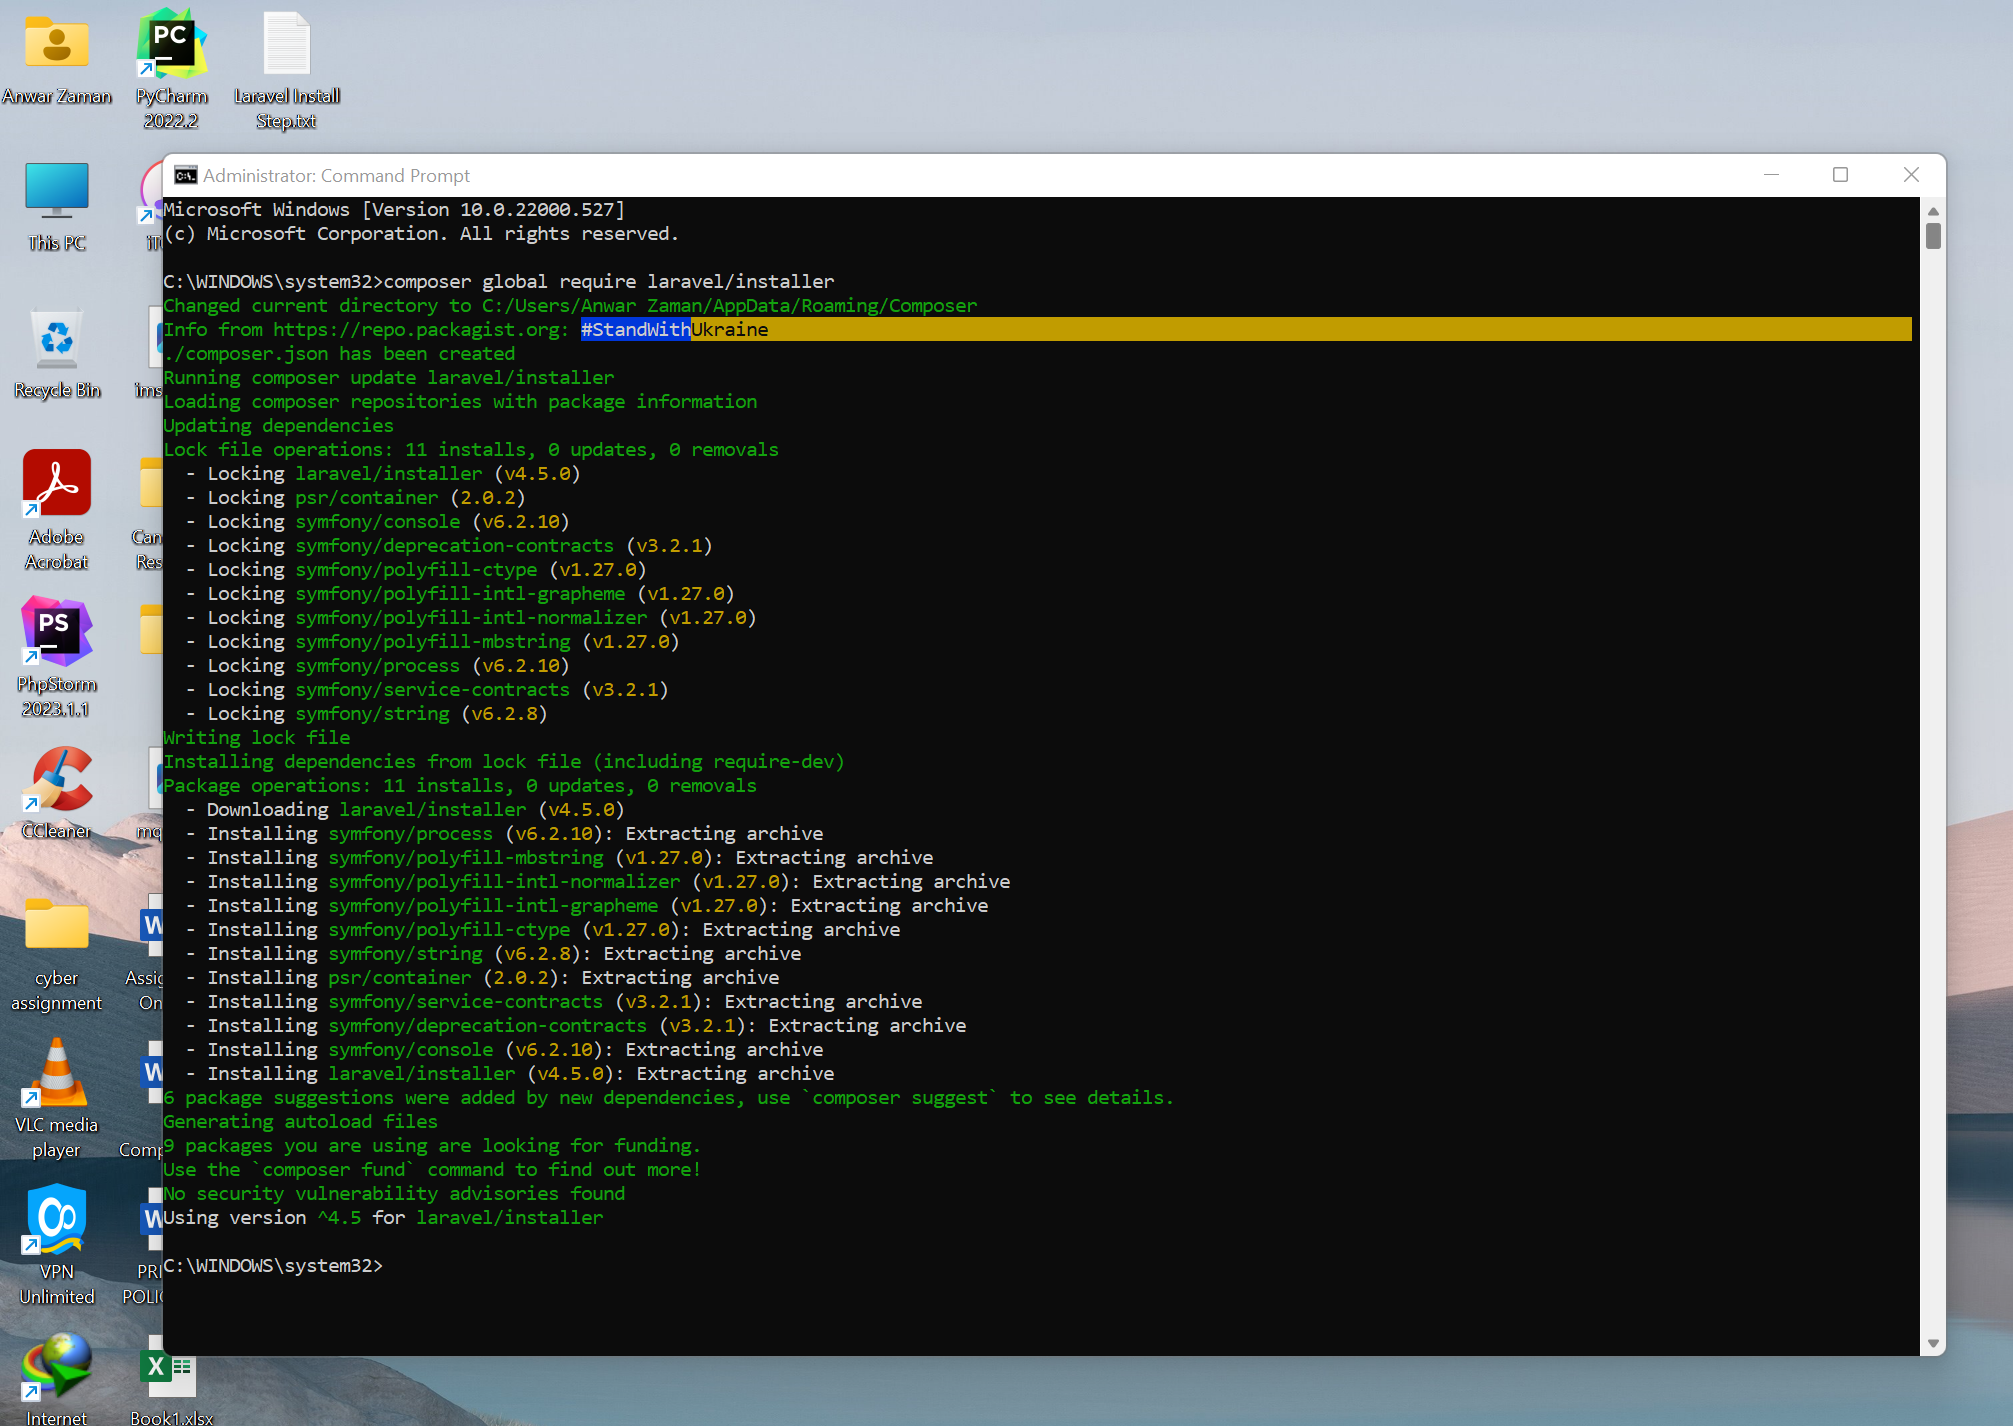 Anwar Zaman
PC
PyCharm
2022.2
Laravel Install
Step.txt
This PC
Recycle Bin
ims
Adobe
Acrobat
Can
Res
PS
PhpStorm
2023.1.1
CCleaner
mq
cyber
assignment
W
Assig
On
VLC media
player
W
Comp
VPN
Unlimited
W
PRI
POLIC
Internet
X
Book1.xlsx
Administrator: Command Prompt
Microsoft Windows [Version 10.0.22000.527]
(c) Microsoft Corporation. All rights reserved.
C:\WINDOWS\system32>composer global require laravel/installer
Changed current directory to C:/Users/Anwar Zaman/AppData/Roaming/Composer
Info from https://repo.packagist.org: #StandWithUkraine
./composer.json has been created
Running composer update laravel/installer
Loading composer repositories with package information
Updating dependencies
Lock file operations: 11 installs, 0 updates, 0 removals
- Locking laravel/installer (v4.5.0)
- Locking psr/container (2.0.2)
- Locking symfony/console (v6.2.10)
- Locking symfony/deprecation-contracts (v3.2.1)
- Locking symfony/polyfill-ctype (v1.27.0)
- Locking symfony/polyfill-intl-grapheme (v1.27.0)
- Locking symfony/polyfill-intl-normalizer (v1.27.0)
- Locking symfony/polyfill-mbstring (v1.27.0)
- Locking symfony/process (v6.2.10)
- Locking symfony/service-contracts (v3.2.1)
- Locking symfony/string (v6.2.8)
Writing lock file
Installing dependencies from lock file (including require-dev)
Package operations: 11 installs, 0 updates, 0 removals
- Downloading laravel/installer (v4.5.0)
- Installing symfony/process (v6.2.10): Extracting archive
- Installing symfony/polyfill-mbstring (v1.27.0): Extracting archive
- Installing symfony/polyfill-intl-normalizer (v1.27.0): Extracting archive
- Installing symfony/polyfill-intl-grapheme (v1.27.0): Extracting archive
- Installing symfony/polyfill-ctype (v1.27.0): Extracting archive
- Installing symfony/string (v6.2.8): Extracting archive
- Installing psr/container (2.0.2): Extracting archive
- Installing symfony/service-contracts (v3.2.1): Extracting archive
- Installing symfony/deprecation-contracts (v3.2.1): Extracting archive
- Installing symfony/console (v6.2.10): Extracting archive
- Installing laravel/installer (v4.5.0): Extracting archive
6 package suggestions were added by new dependencies, use `composer suggest` to see details.
Generating autoload files
9 packages you are using are looking for funding.
Use the `composer fund` command to find out more!
No security vulnerability advisories found
Using version ^4.5 for laravel/installer
C:\WINDOWS\system32>